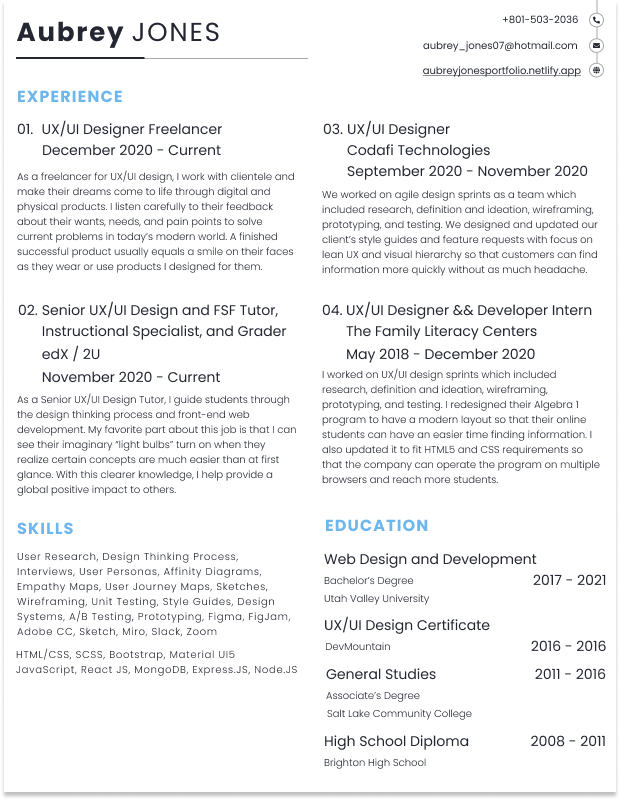 Aubrey JONES
+801-503-2036
aubrey_jones07@hotmail.com
aubreyjonesportfolio.netlify.app
EXPERIENCE
01. UX/UI Designer Freelancer
December 2020 - Current
As a freelancer for UX/UI design, I work with clientele and
make their dreams come to life through digital and
physical products. I listen carefully to their feedback
about their wants, needs, and pain points to solve
current problems in today's modern world. A finished
successful product usually equals a smile on their faces
as they wear or use products I designed for them.
02. Senior UX/UI Design and FSF Tutor,
Instructional Specialist, and Grader
edX / 2U
November 2020 - Current
As a Senior UX/UI Design Tutor, I guide students through
the design thinking process and front-end web
development. My favorite part about this job is that I can
see their imaginary “light bulbs” turn on when they
realize certain concepts are much easier than at first
glance. With this clearer knowledge, I help provide a
global positive impact to others.
03. UX/UI Designer
Codafi Technologies
September 2020 - November 2020
We worked on agile design sprints as a team which
included research, definition and ideation, wireframing,
prototyping, and testing. We designed and updated our
client's style guides and feature requests with focus on
lean UX and visual hierarchy so that customers can find
information more quickly without as much headache.
04. UX/UI Designer && Developer Intern
The Family Literacy Centers
May 2018 - December 2020
I worked on UX/UI design sprints which included
research, definition and ideation, wireframing,
prototyping, and testing. I redesigned their Algebra 1
program to have a modern layout so that their online
students can have an easier time finding information. I
also updated it to fit HTML5 and CSS requirements so
that the company can operate the program on multiple
browsers and reach more students.
SKILLS
User Research, Design Thinking Process,
Interviews, User Personas, Affinity Diagrams,
Empathy Maps, User Journey Maps, Sketches,
Wireframing, Unit Testing, Style Guides, Design
Systems, A/B Testing, Prototyping, Figma, FigJam,
Adobe CC, Sketch, Miro, Slack, Zoom
HTML/CSS, SCSS, Bootstrap, Material UI5
JavaScript, React JS, MongoDB, Express.JS, Node.JS
EDUCATION
Web Design and Development
Bachelor's Degree 2017 - 2021
Utah Valley University
UX/UI Design Certificate
DevMountain 2016 - 2016
General Studies 2011 - 2016
Associate's Degree
Salt Lake Community College
High School Diploma 2008 - 2011
Brighton High School